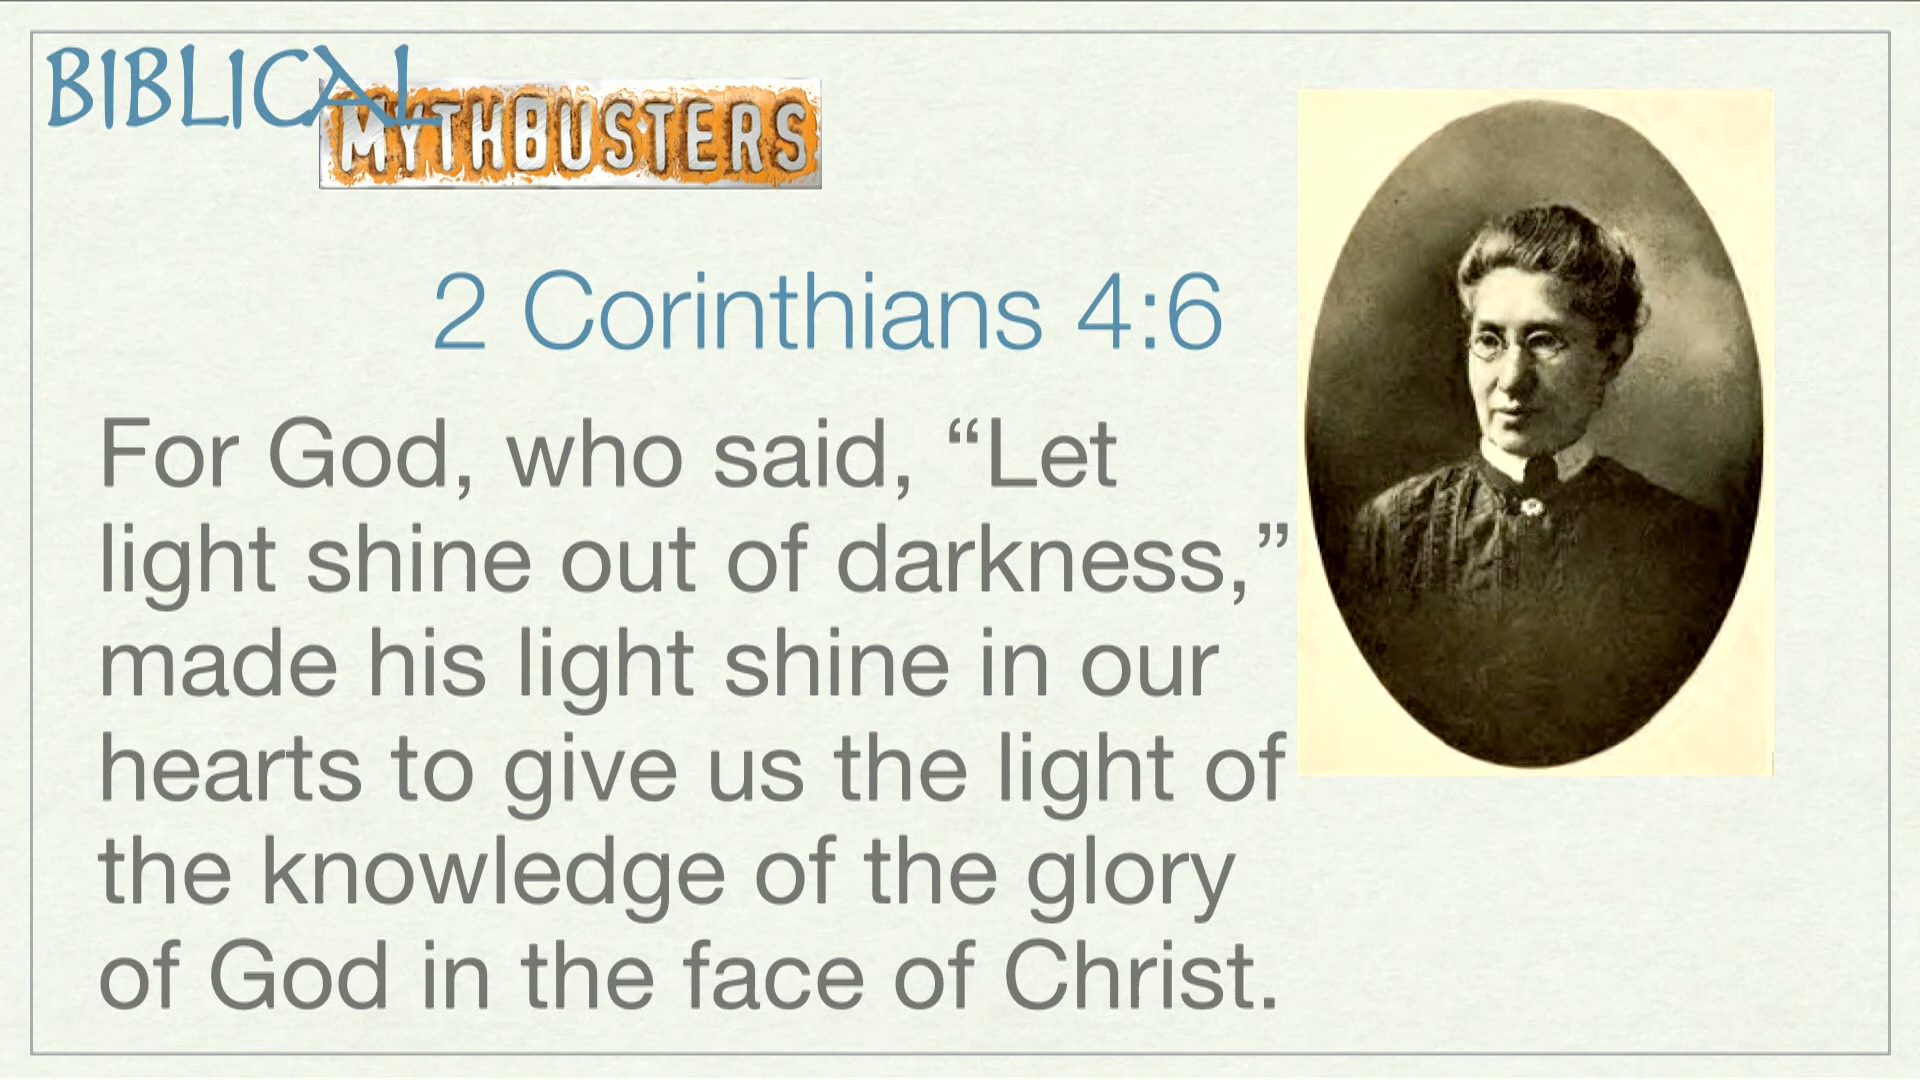 BIBLICAL
MYTHBUSTERS
2 Corinthians 4:6
For God, who said, “Let
light shine out of darkness,”
made his light shine in our
hearts to give us the light of
the knowledge of the glory
of God in the face of Christ.